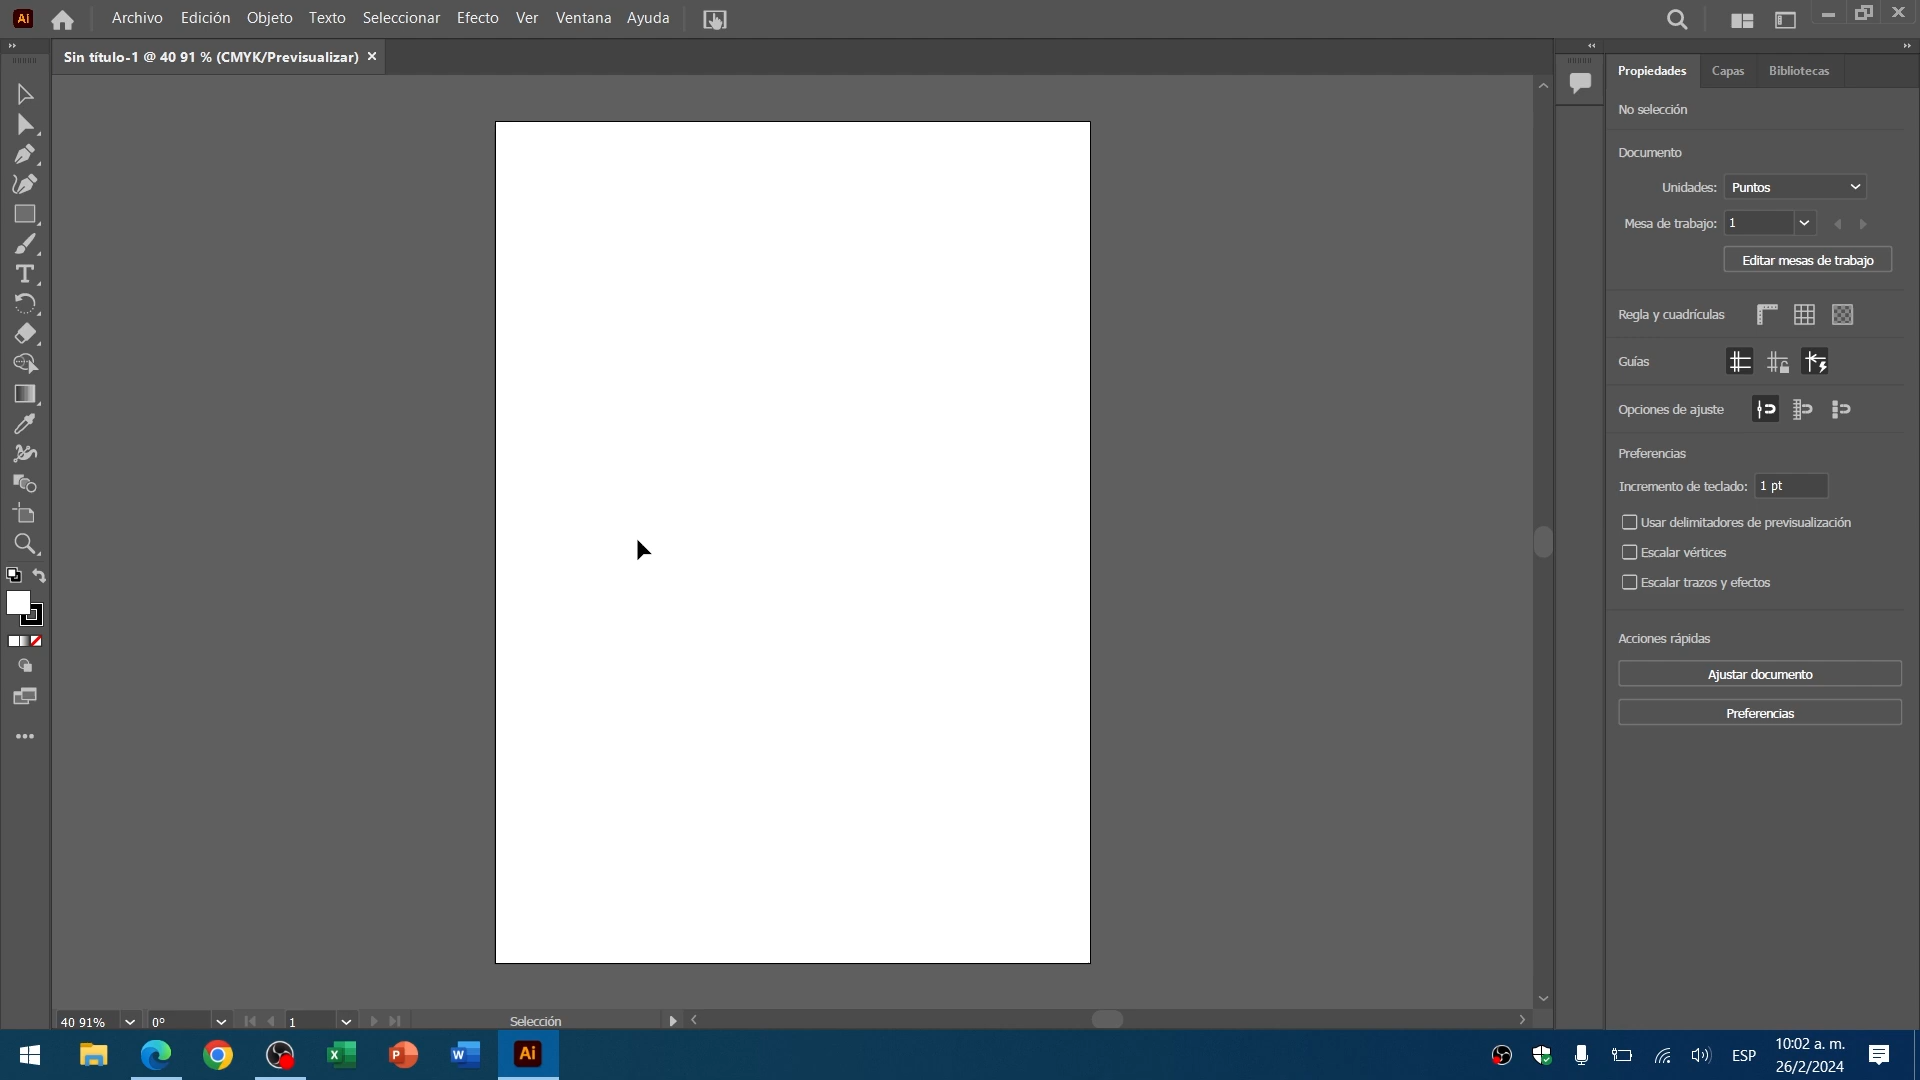 Ai
Archivo Edición Objeto Texto Seleccionar Efecto Ver Ventana Ayuda
Sin título-1 @ 40 91 % (CMYK/Previsualizar)
Propiedades Capas Bibliotecas
No selección
Documento
Unidades: Puntos
Mesa de trabajo: 1
Editar mesas de trabajo
Regla y cuadrículas
Guías
Opciones de ajuste
Preferencias
Incremento de teclado: 1 pt
Usar delimitadores de previsualización
Escalar vértices
Escalar trazos y efectos
Acciones rápidas
Ajustar documento
Preferencias
40 91% 0° 1 Selección
Ai
ESP
10:02 a. m.
26/2/2024